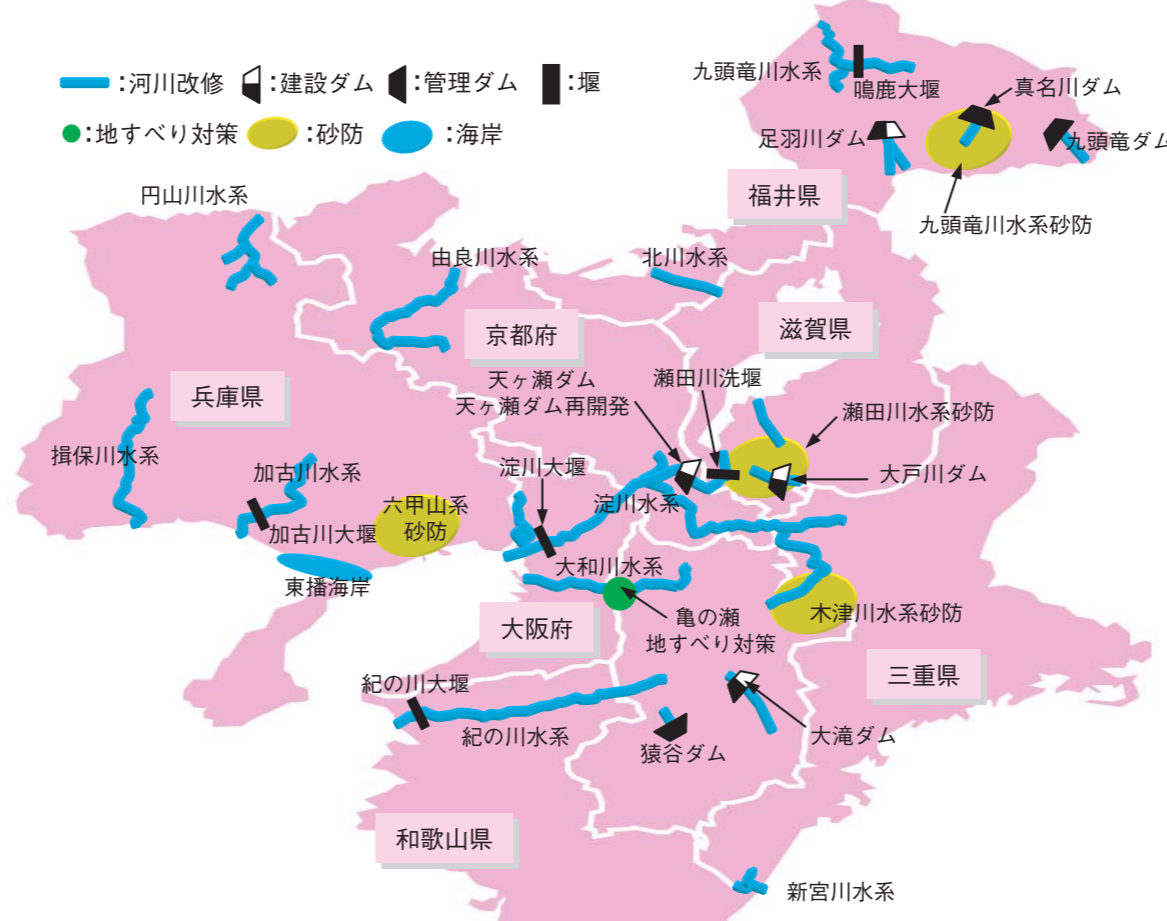 :河川改修 :建設ダム :管理ダム :堰
:地すべり対策 :砂防 :海岸
九頭竜川水系
鳴鹿大堰
真名川ダム
足羽川ダム
九頭竜ダム
福井県
九頭竜川水系砂防
円山川水系
由良川水系
北川水系
京都府
滋賀県
兵庫県
天ヶ瀬ダム
天ヶ瀬ダム再開発
瀬田川洗堰
瀬田川水系砂防
揖保川水系
加古川水系
淀川大堰
大戸川ダム
六甲山系
砂防
淀川水系
加古川大堰
東播海岸
大和川水系
大阪府
亀の瀬
地すべり対策
木津川水系砂防
三重県
紀の川大堰
紀の川水系
猿谷ダム
大滝ダム
和歌山県
新宮川水系